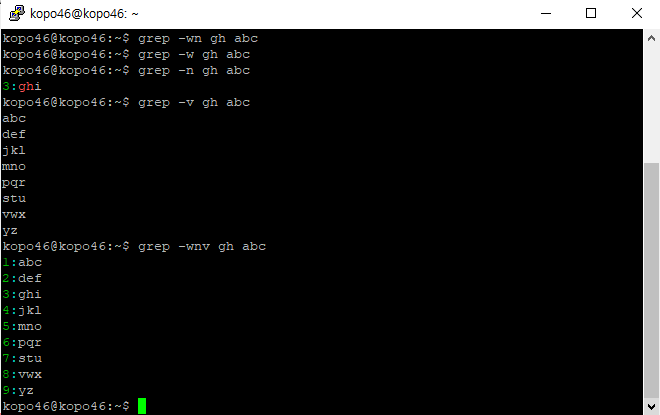 kopo46@kopo46: ~
kopo46@kopo46:~$ grep -wn gh abc
kopo46@kopo46:~$ grep -w gh abc
kopo46@kopo46:~$ grep -n gh abc
3:ghi
kopo46@kopo46:~$ grep -v gh abc
abc
def
jkl
mno
pqr
stu
vwx
yz
kopo46@kopo46:~$ grep -wnv gh abc
1:abc
2:def
3:ghi
4:jkl
5:mno
6:pqr
7:stu
8:vwx
9:yz
kopo46@kopo46:~$